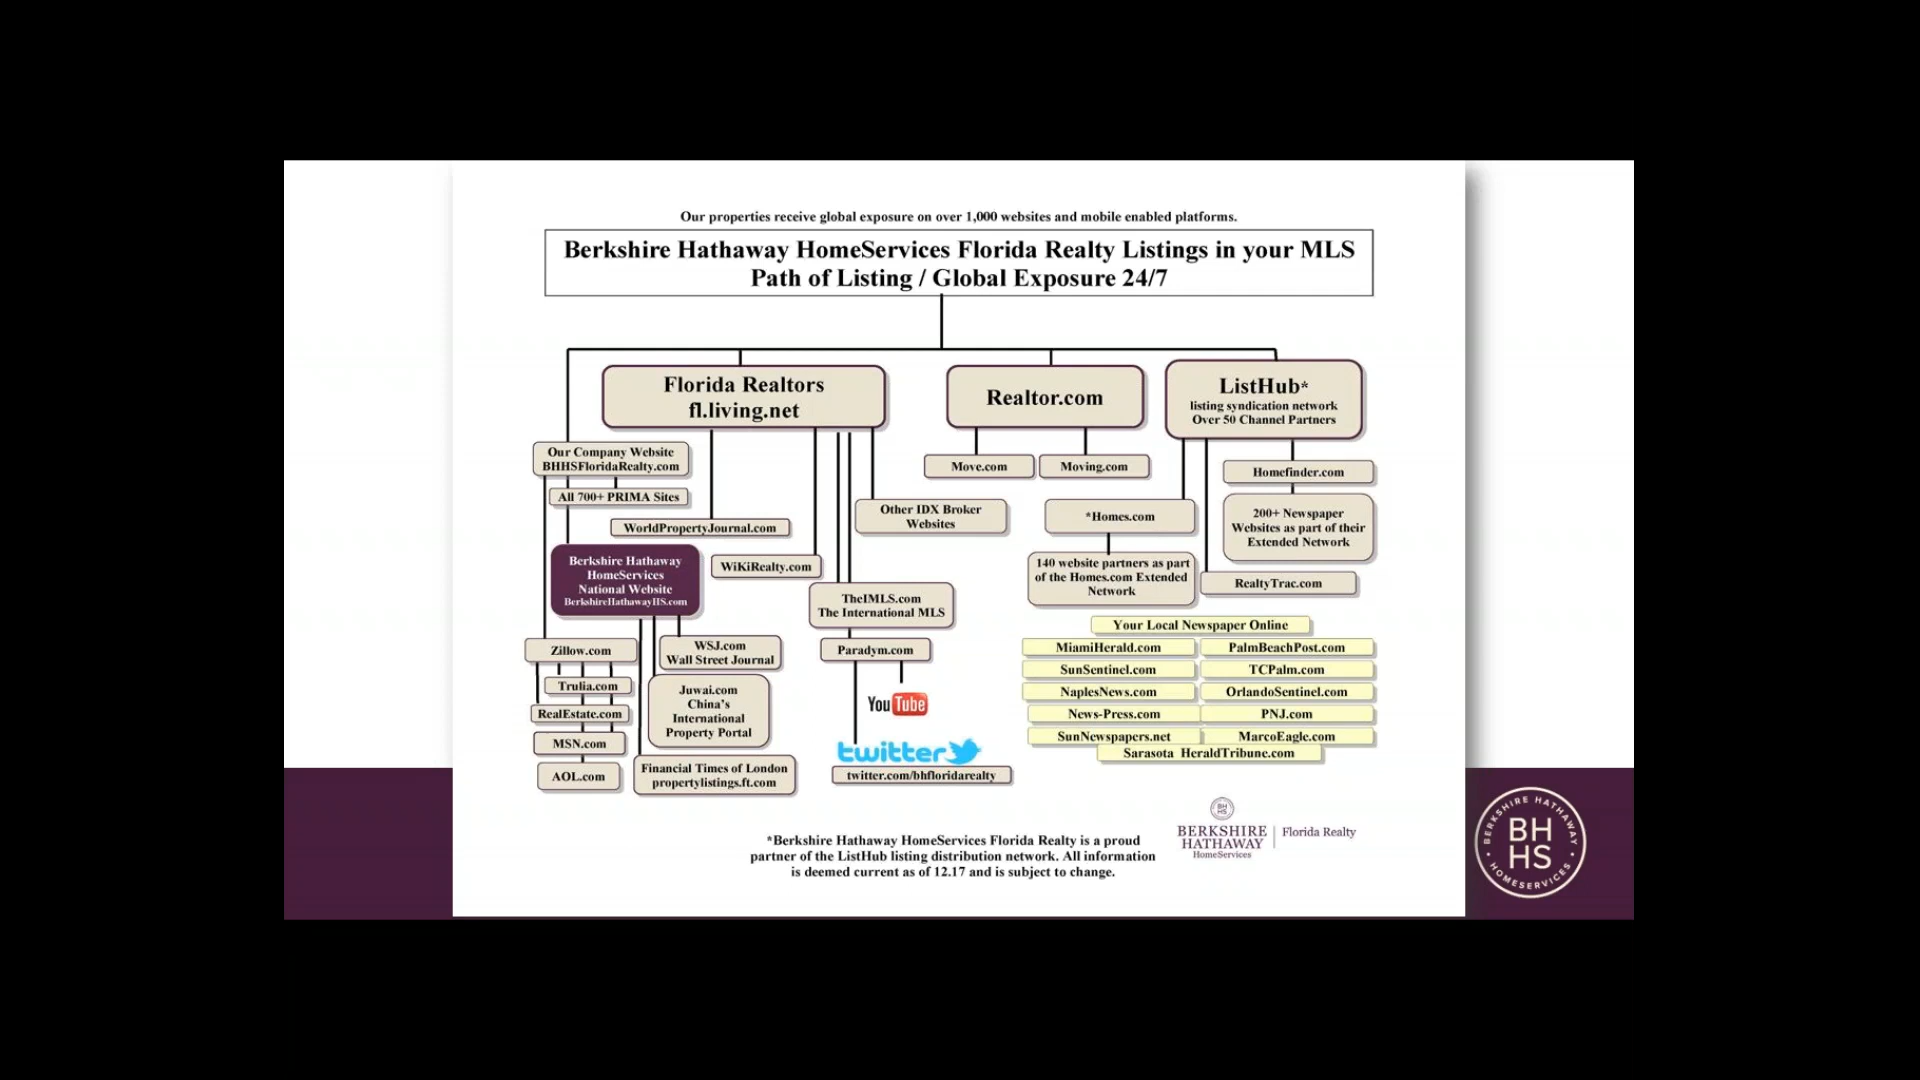 Our properties receive global exposure on over 1,000 websites and mobile enabled platforms.
Berkshire Hathaway HomeServices Florida Realty Listings in your MLS
Path of Listing / Global Exposure 24/7
Florida Realtors
fl.living.net
Realtor.com
ListHub*
listing syndication network
Over 50 Channel Partners
Our Company Website
BHHSFloridaRealty.com
All 700+ PRIMA Sites
WorldPropertyJournal.com
Berkshire Hathaway
HomeServices
National Website
BerkshireHathawayHS.com
WiKiRealty.com
Other IDX Broker
Websites
Move.com
Moving.com
*Homes.com
140 website partners as part
of the Homes.com Extended
Network
Homefinder.com
200+ Newspaper
Websites as part of their
Extended Network
RealtyTrac.com
TheIMLS.com
The International MLS
Paradym.com
YouTube
twitter
twitter.com/bhfloridarealty
Zillow.com
Trulia.com
RealEstate.com
MSN.com
AOL.com
WSJ.com
Wall Street Journal
Juwai.com
China's
International
Property Portal
Financial Times of London
propertylistings.ft.com
Your Local Newspaper Online
MiamiHerald.com PalmBeachPost.com
SunSentinel.com TCPalm.com
NaplesNews.com OrlandoSentinel.com
News-Press.com PNJ.com
SunNewspapers.net MarcoEagle.com
Sarasota HeraldTribune.com
*Berkshire Hathaway HomeServices Florida Realty is a proud
partner of the ListHub listing distribution network. All information
is deemed current as of 12.17 and is subject to change.
BH
HS
BERKSHIRE
HATHAWAY
HomeServices
Florida Realty
BERKSHIRE HATHAWAY
BH
HS
HOMESERVICES